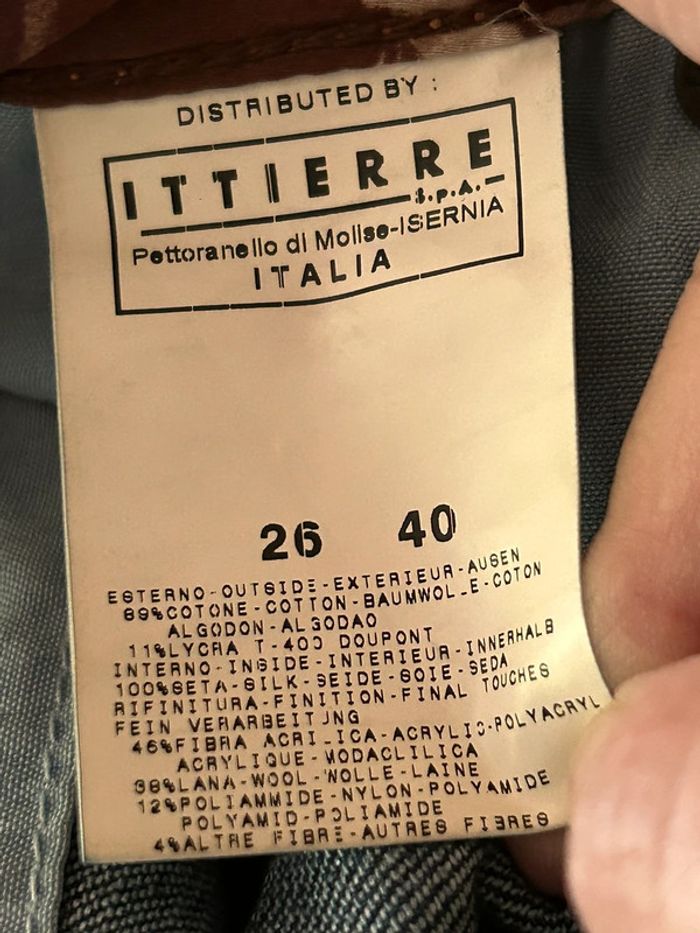 DISTRIBUTED BY :
ITTIERRE
S.p.A.
Pettoranello di Molise-ISERNIA
ITALIA
26 40
ESTERNO-OUTSIDE-EXTERIEUR-AUSEN
89%COTONE-COTTON-BAUMWOLLE-COTON
ALGODON-ALGODAO
11%LYCRA T-400 DOUPONT
INTERNO-INSIDE-INTERIEUR-INNERHALB
100%SETA-SILK-SEIDE-SOIE-SEDA
RIFINITURA-FINITION-FINAL TOUCHES
FEIN VERARBEITUNG
46%FIBRA ACRILICA-ACRYLIC-POLYACRYL
ACRYLIQUE-MODACLILICA
38%LANA-WOOL-WOLLE-LAINE
12%POLIAMMIDE-NYLON-POLYAMIDE
POLYAMID-POLIAMIDE
4%ALTRE FIBRE-AUTRES FIBRES